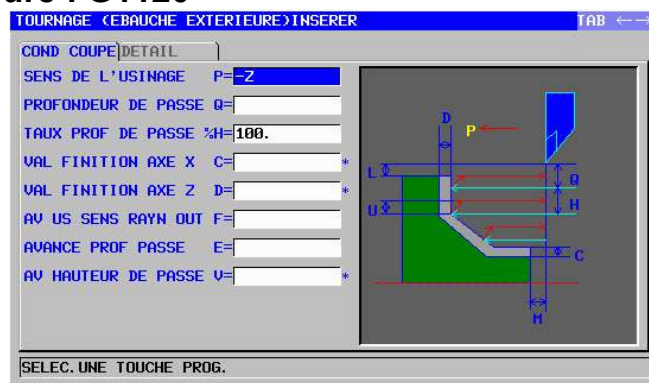 TOURNAGE (EBAUCHE EXTERIEURE)INSERER TAB ←→
COND COUPE DETAIL
SENS DE L'USINAGE P=-Z
PROFONDEUR DE PASSE Q=
TAUX PROF DE PASSE %H=100.
VAL FINITION AXE X C= *
VAL FINITION AXE Z D= *
AV US SENS RAYN OUT F=
AVANCE PROF PASSE E=
AV HAUTEUR DE PASSE V= *
D
P
L
Q
U
H
C
M
SELEC.UNE TOUCHE PROG.